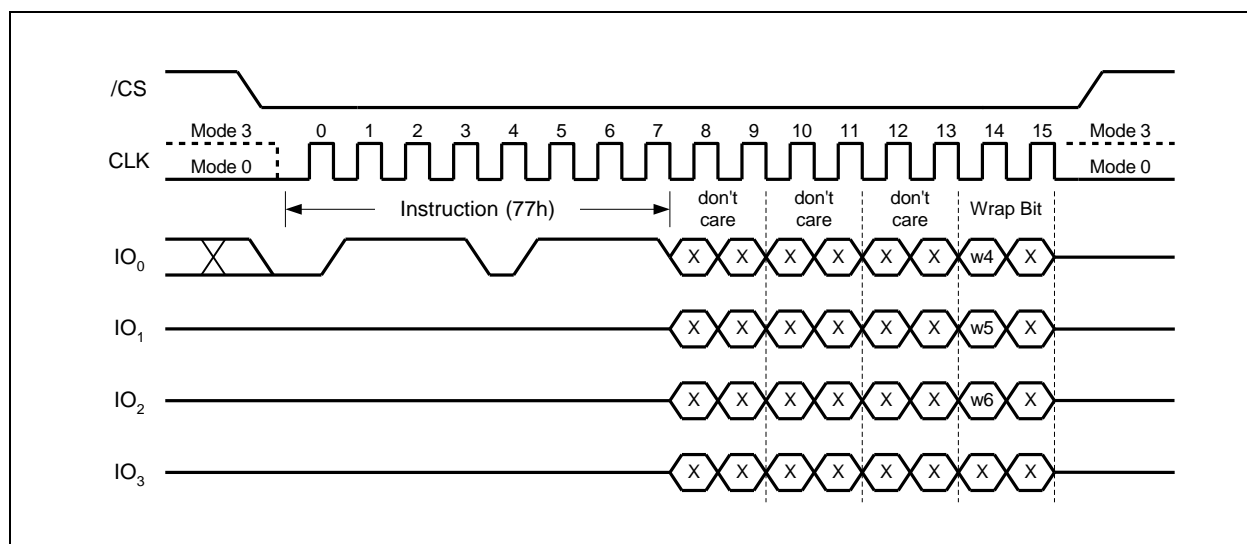 /CS
Mode 3 0 1 2 3 4 5 6 7 8 9 10 11 12 13 14 15 Mode 3
CLK Mode 0 Mode 0
Instruction (77h) don't care don't care don't care Wrap Bit
IO0 X X X X X X w4 X
IO1 X X X X X X w5 X
IO2 X X X X X X w6 X
IO3 X X X X X X X X